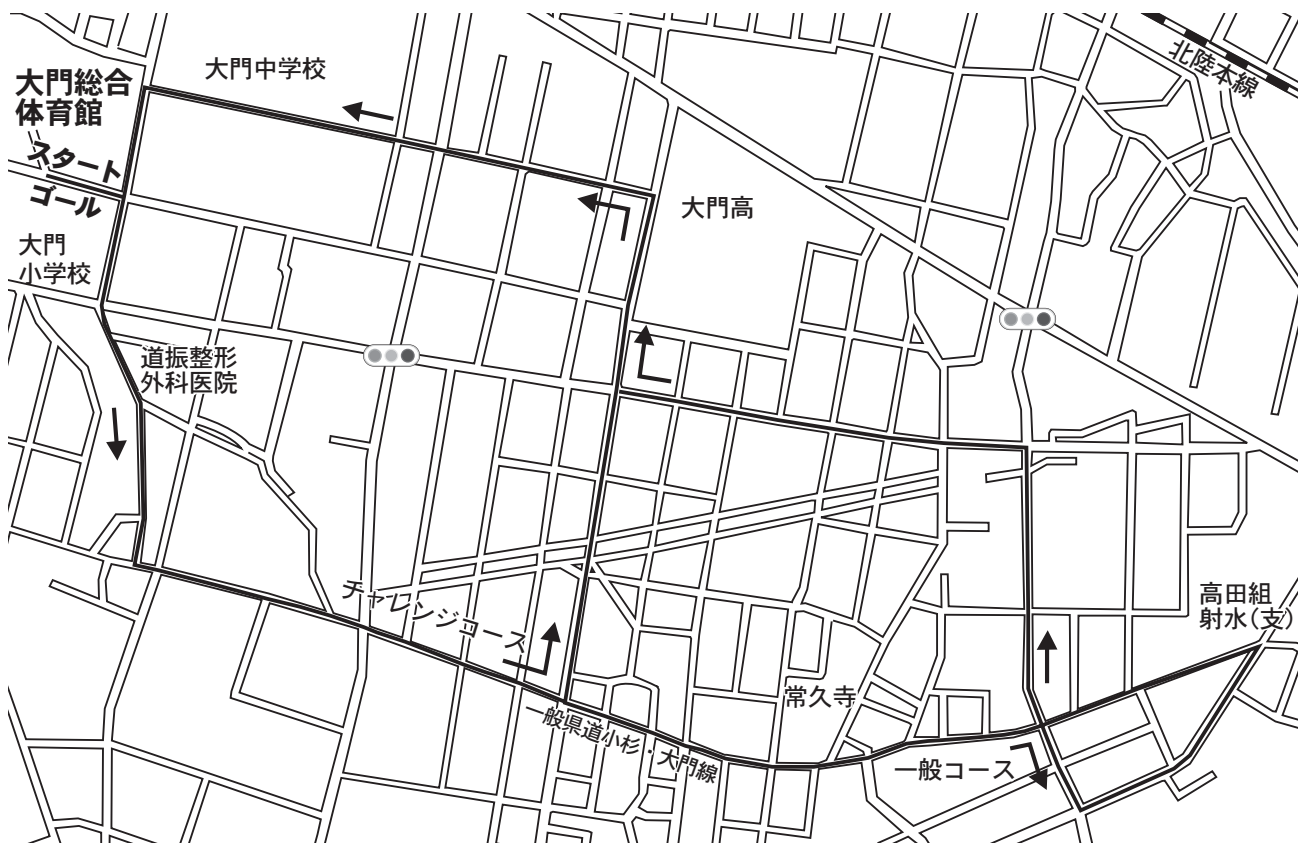 大門中学校
北陸本線
大門総合
体育館
スタート
ゴール
大門高
大門
小学校
道振整形
外科医院
チャレンジコース
高田組
射水(支)
常久寺
一般県道小杉・大門線
一般コース